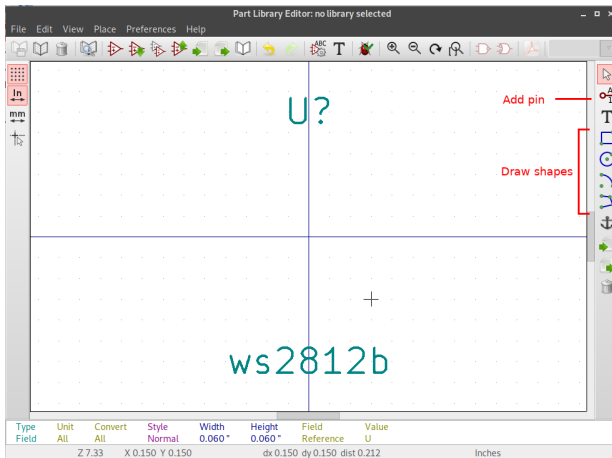 Part Library Editor: no library selected
File Edit View Place Preferences Help
ABC T
In
mm
U?
Add pin
T
Draw shapes
ws2812b
Type Unit Convert Style Width Height Field Value
Field All All Normal 0.060 " 0.060 " Reference U
Z 7.33 X 0.150 Y 0.150 dx 0.150 dy 0.150 dist 0.212 Inches